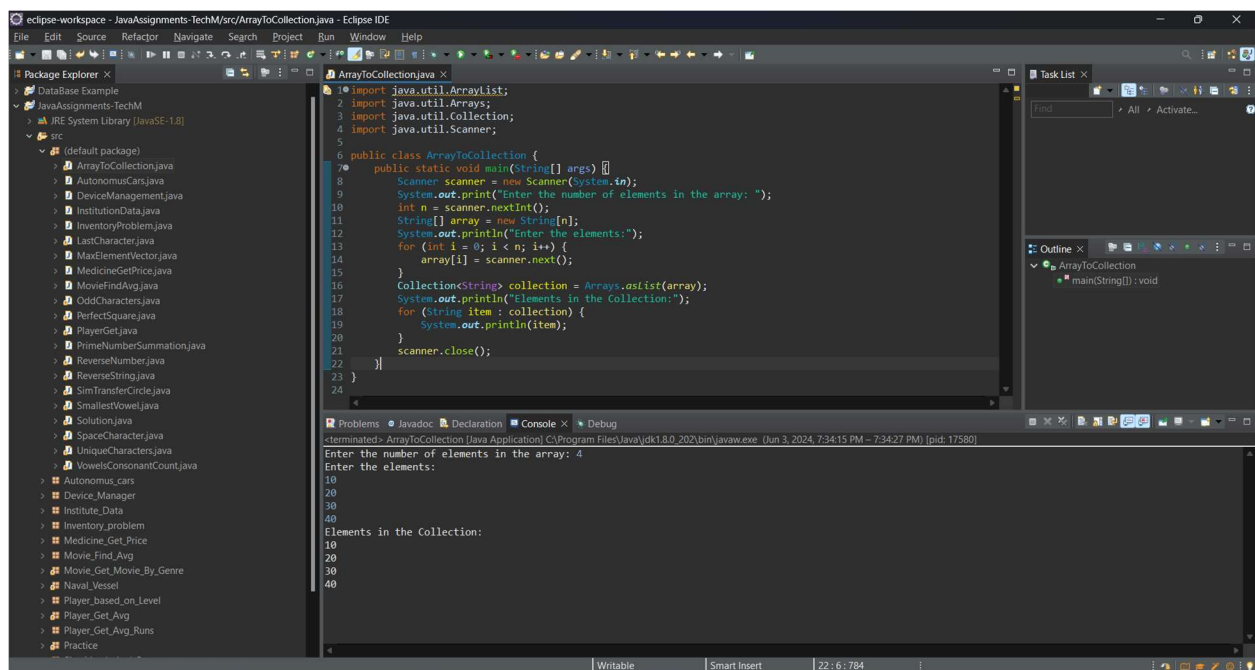 eclipse-workspace - JavaAssignments-TechM/src/ArrayToCollection.java - Eclipse IDE
File Edit Source Refactor Navigate Search Project Run Window Help
Package Explorer
DataBase Example
JavaAssignments-TechM
JRE System Library [JavaSE-1.8]
src
(default package)
ArrayToCollection.java
AutonomusCars.java
DeviceManagement.java
InstitutionData.java
InventoryProblem.java
LastCharacter.java
MaxElementVector.java
MedicineGetPrice.java
MovieFindAvg.java
OddCharacters.java
PerfectSquare.java
PlayerGet.java
PrimeNumberSummation.java
ReverseNumber.java
ReverseString.java
SimTransferCircle.java
SmallestVowel.java
Solution.java
SpaceCharacter.java
UniqueCharacters.java
VowelsConsonantCount.java
Autonomus_cars
Device_Manager
Institute_Data
Inventory_problem
Medicine_Get_Price
Movie_Find_Avg
Movie_Get_Movie_By_Genre
Naval_Vessel
Player_based_on_Level
Player_Get_Avg
Player_Get_Avg_Runs
Practice
ArrayToCollection.java
1 import java.util.ArrayList;
2 import java.util.Arrays;
3 import java.util.Collection;
4 import java.util.Scanner;
5
6 public class ArrayToCollection {
7 public static void main(String[] args) {
8 Scanner scanner = new Scanner(System.in);
9 System.out.print("Enter the number of elements in the array: ");
10 int n = scanner.nextInt();
11 String[] array = new String[n];
12 System.out.println("Enter the elements:");
13 for (int i = 0; i < n; i++) {
14 array[i] = scanner.next();
15 }
16 Collection<String> collection = Arrays.asList(array);
17 System.out.println("Elements in the Collection:");
18 for (String item : collection) {
19 System.out.println(item);
20 }
21 scanner.close();
22 }
23 }
24
Task List
Find All Activate...
Outline
ArrayToCollection
main(String[]) : void
Problems Javadoc Declaration Console Debug
<terminated> ArrayToCollection [Java Application] C:\Program Files\Java\jdk1.8.0_202\bin\javaw.exe (Jun 3, 2024, 7:34:15 PM – 7:34:27 PM) [pid: 17580]
Enter the number of elements in the array: 4
Enter the elements:
10
20
30
40
Elements in the Collection:
10
20
30
40
Writable Smart Insert 22 : 6 : 784